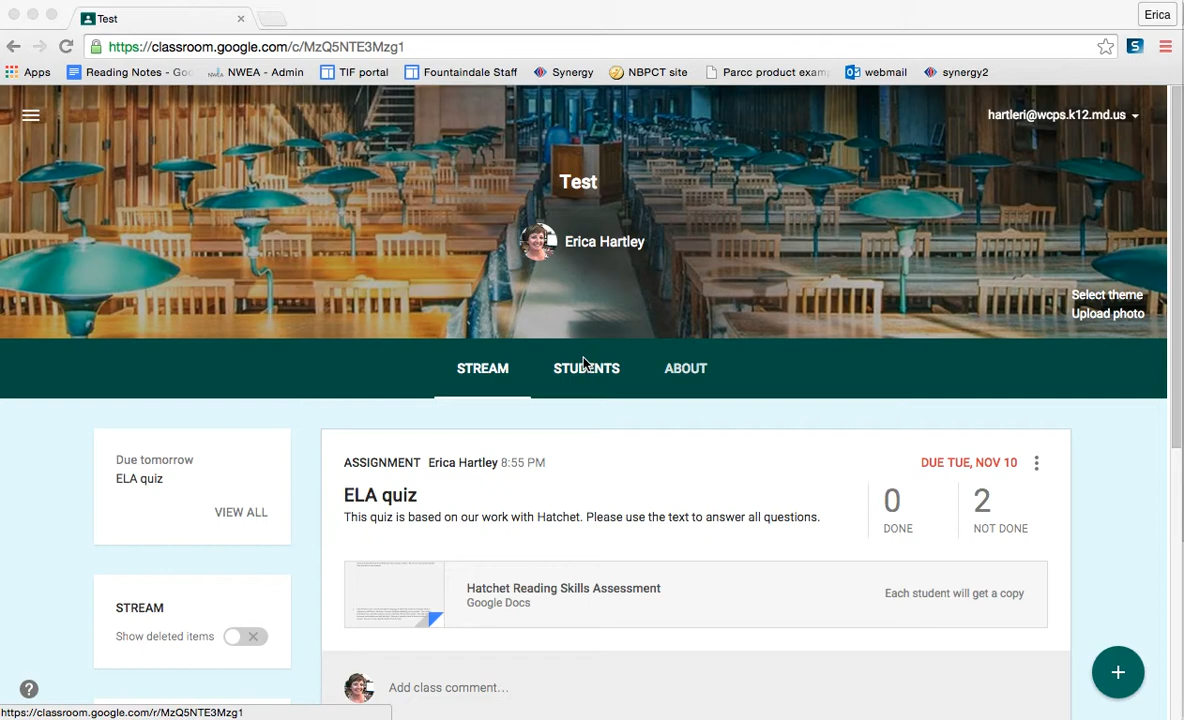 Test
Erica
https://classroom.google.com/c/MzQ5NTE3Mzg1
Apps
Reading Notes - Goo
NWEA - Admin
TIF portal
Fountaindale Staff
Synergy
NBPCT site
Parcc product examp
webmail
synergy2
hartleri@wcps.k12.md.us
Test
Erica Hartley
Select theme
Upload photo
STREAM STUDENTS ABOUT
Due tomorrow
ELA quiz
VIEW ALL
ASSIGNMENT Erica Hartley 8:55 PM
DUE TUE, NOV 10
ELA quiz
This quiz is based on our work with Hatchet. Please use the text to answer all questions.
0
DONE
2
NOT DONE
Hatchet Reading Skills Assessment
Google Docs
Each student will get a copy
STREAM
Show deleted items
Add class comment...
https://classroom.google.com/r/MzQ5NTE3Mzg1